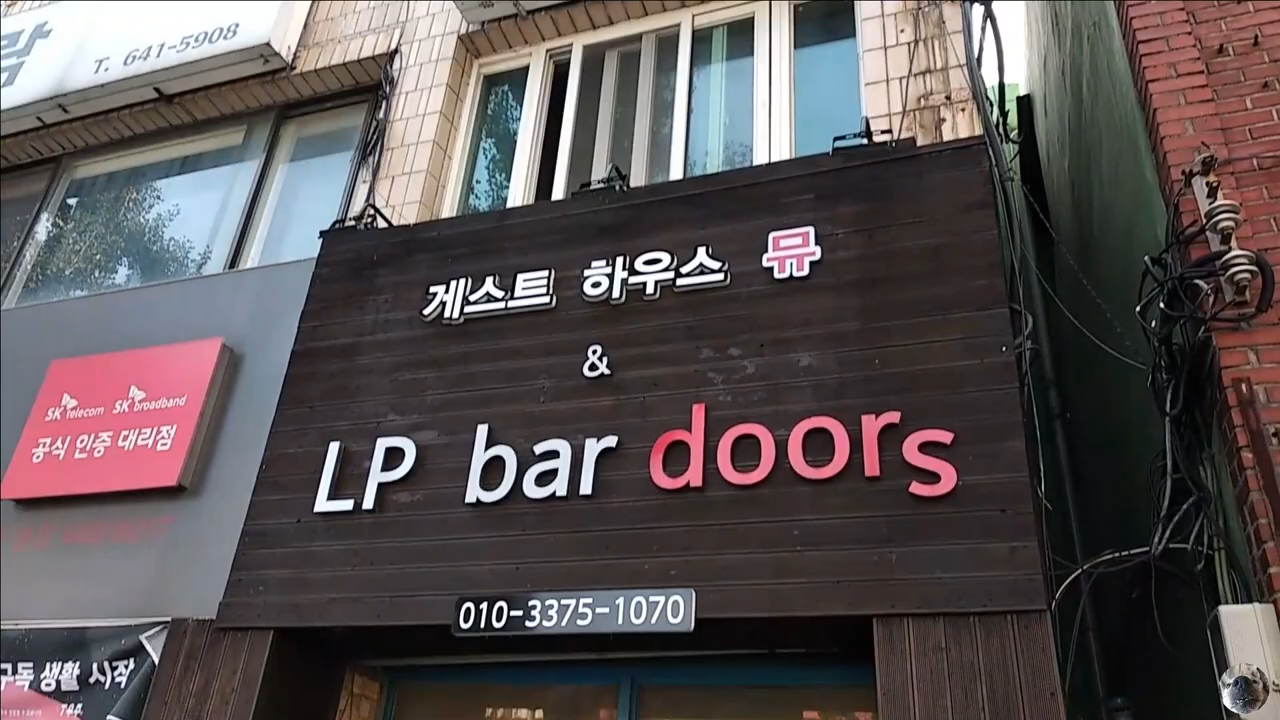 T. 641-5908
게스트 하우스 뮤
&
LP bar doors
010-3375-1070
SK telecom SK broadband
공식 인증 대리점
구독 생활 시작